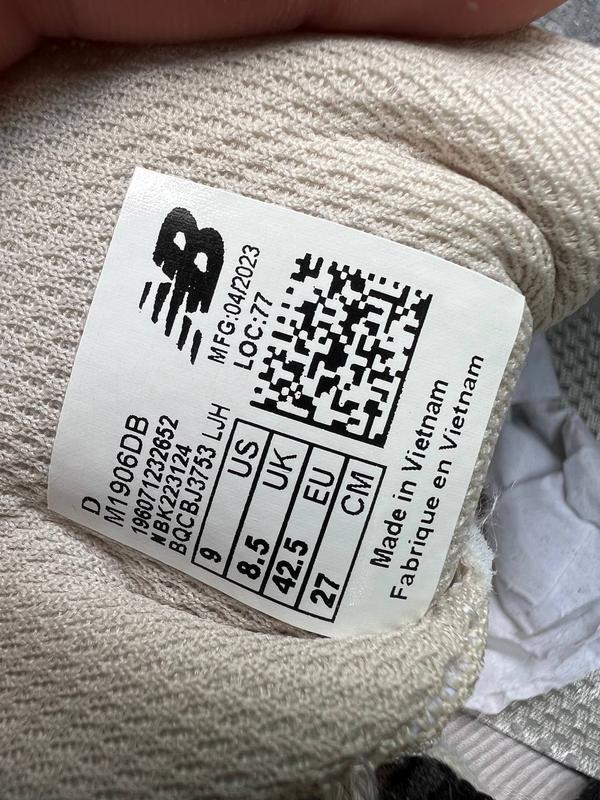 NB
MFG:04/2023
LOC:77
D
M1906DB
196071232652
NBK223124
BQCBJ3753 LJH
9 US
8.5 UK
42.5 EU
27 CM
Made in Vietnam
Fabrique en Vietnam